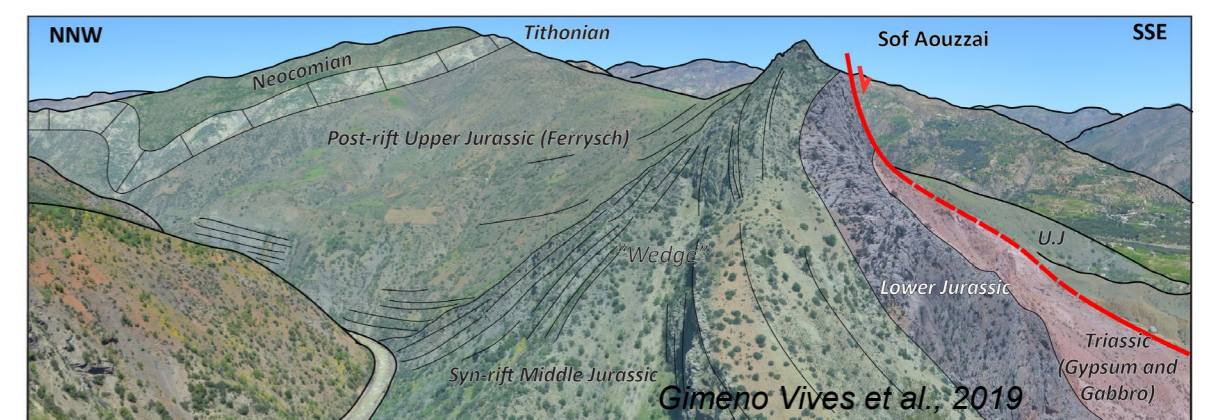 NNW
Tithonian
Sof Aouzzai
SSE
Neocomian
Post-rift Upper Jurassic (Ferrysch)
U.J
"Wedge"
Lower Jurassic
Triassic
(Gypsum and
Gabbro)
Syn-rift Middle Jurassic
Gimeno Vives et al., 2019